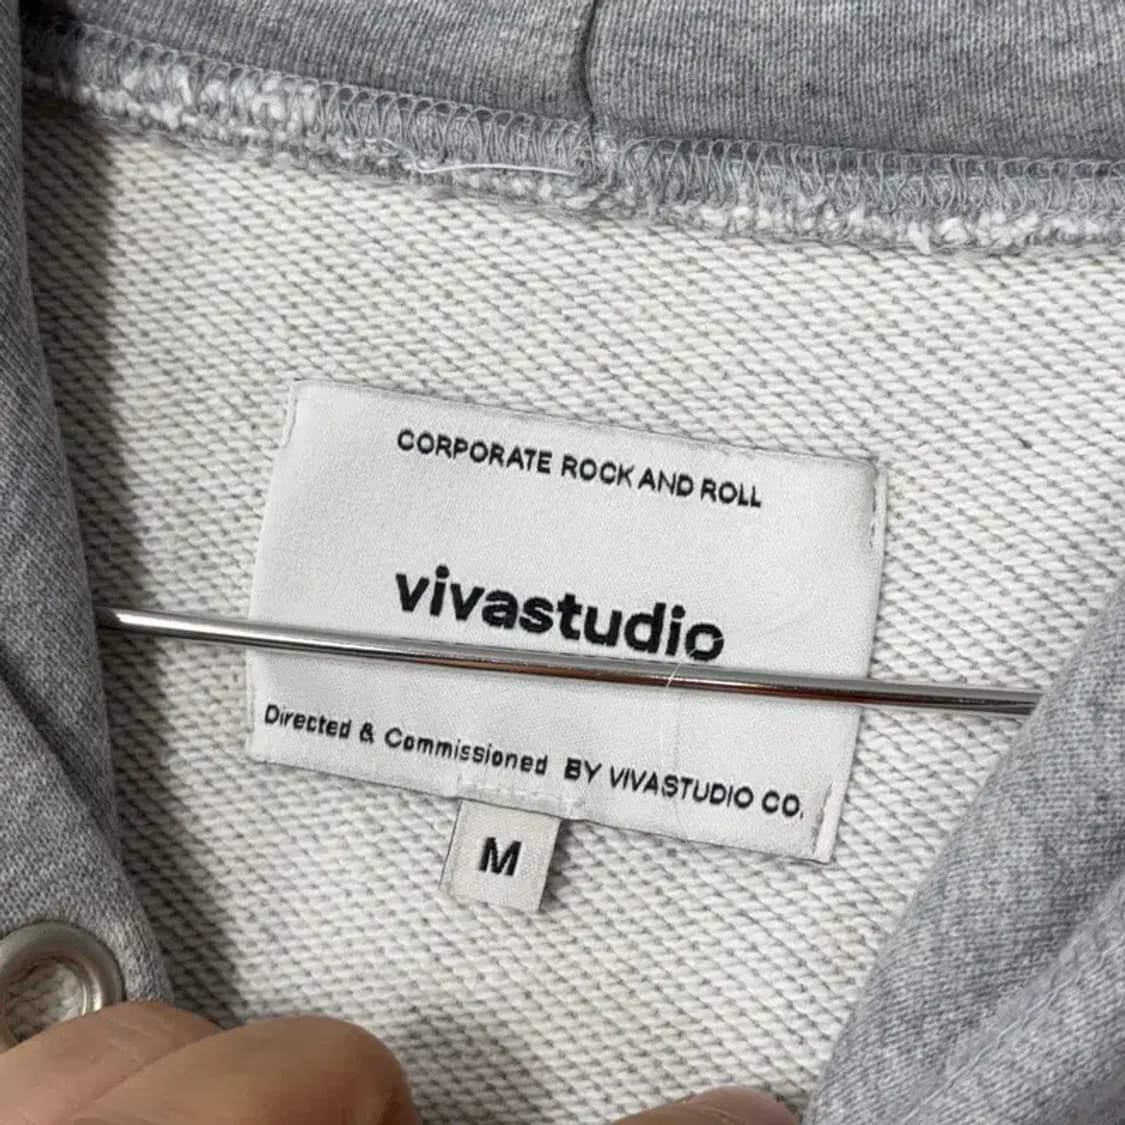 CORPORATE ROCK AND ROLL
vivastudio
Directed & Commissioned BY VIVASTUDIO CO.
M